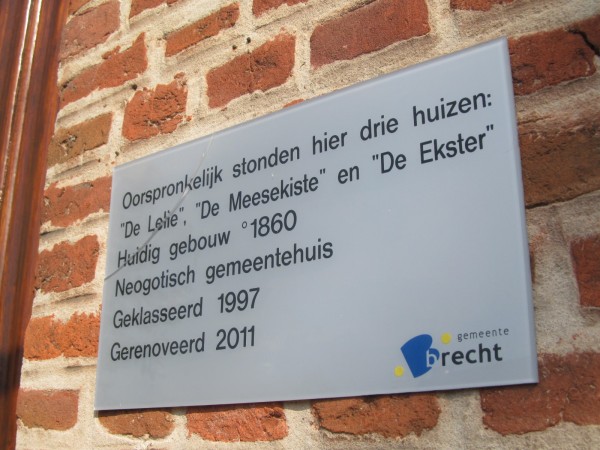 Oorspronkelijk stonden hier drie huizen:
"De Lelie", "De Meesekiste" en "De Ekster"
Huidig gebouw °1860
Neogotisch gemeentehuis
Geklasseerd 1997
Gerenoveerd 2011
gemeente
brecht